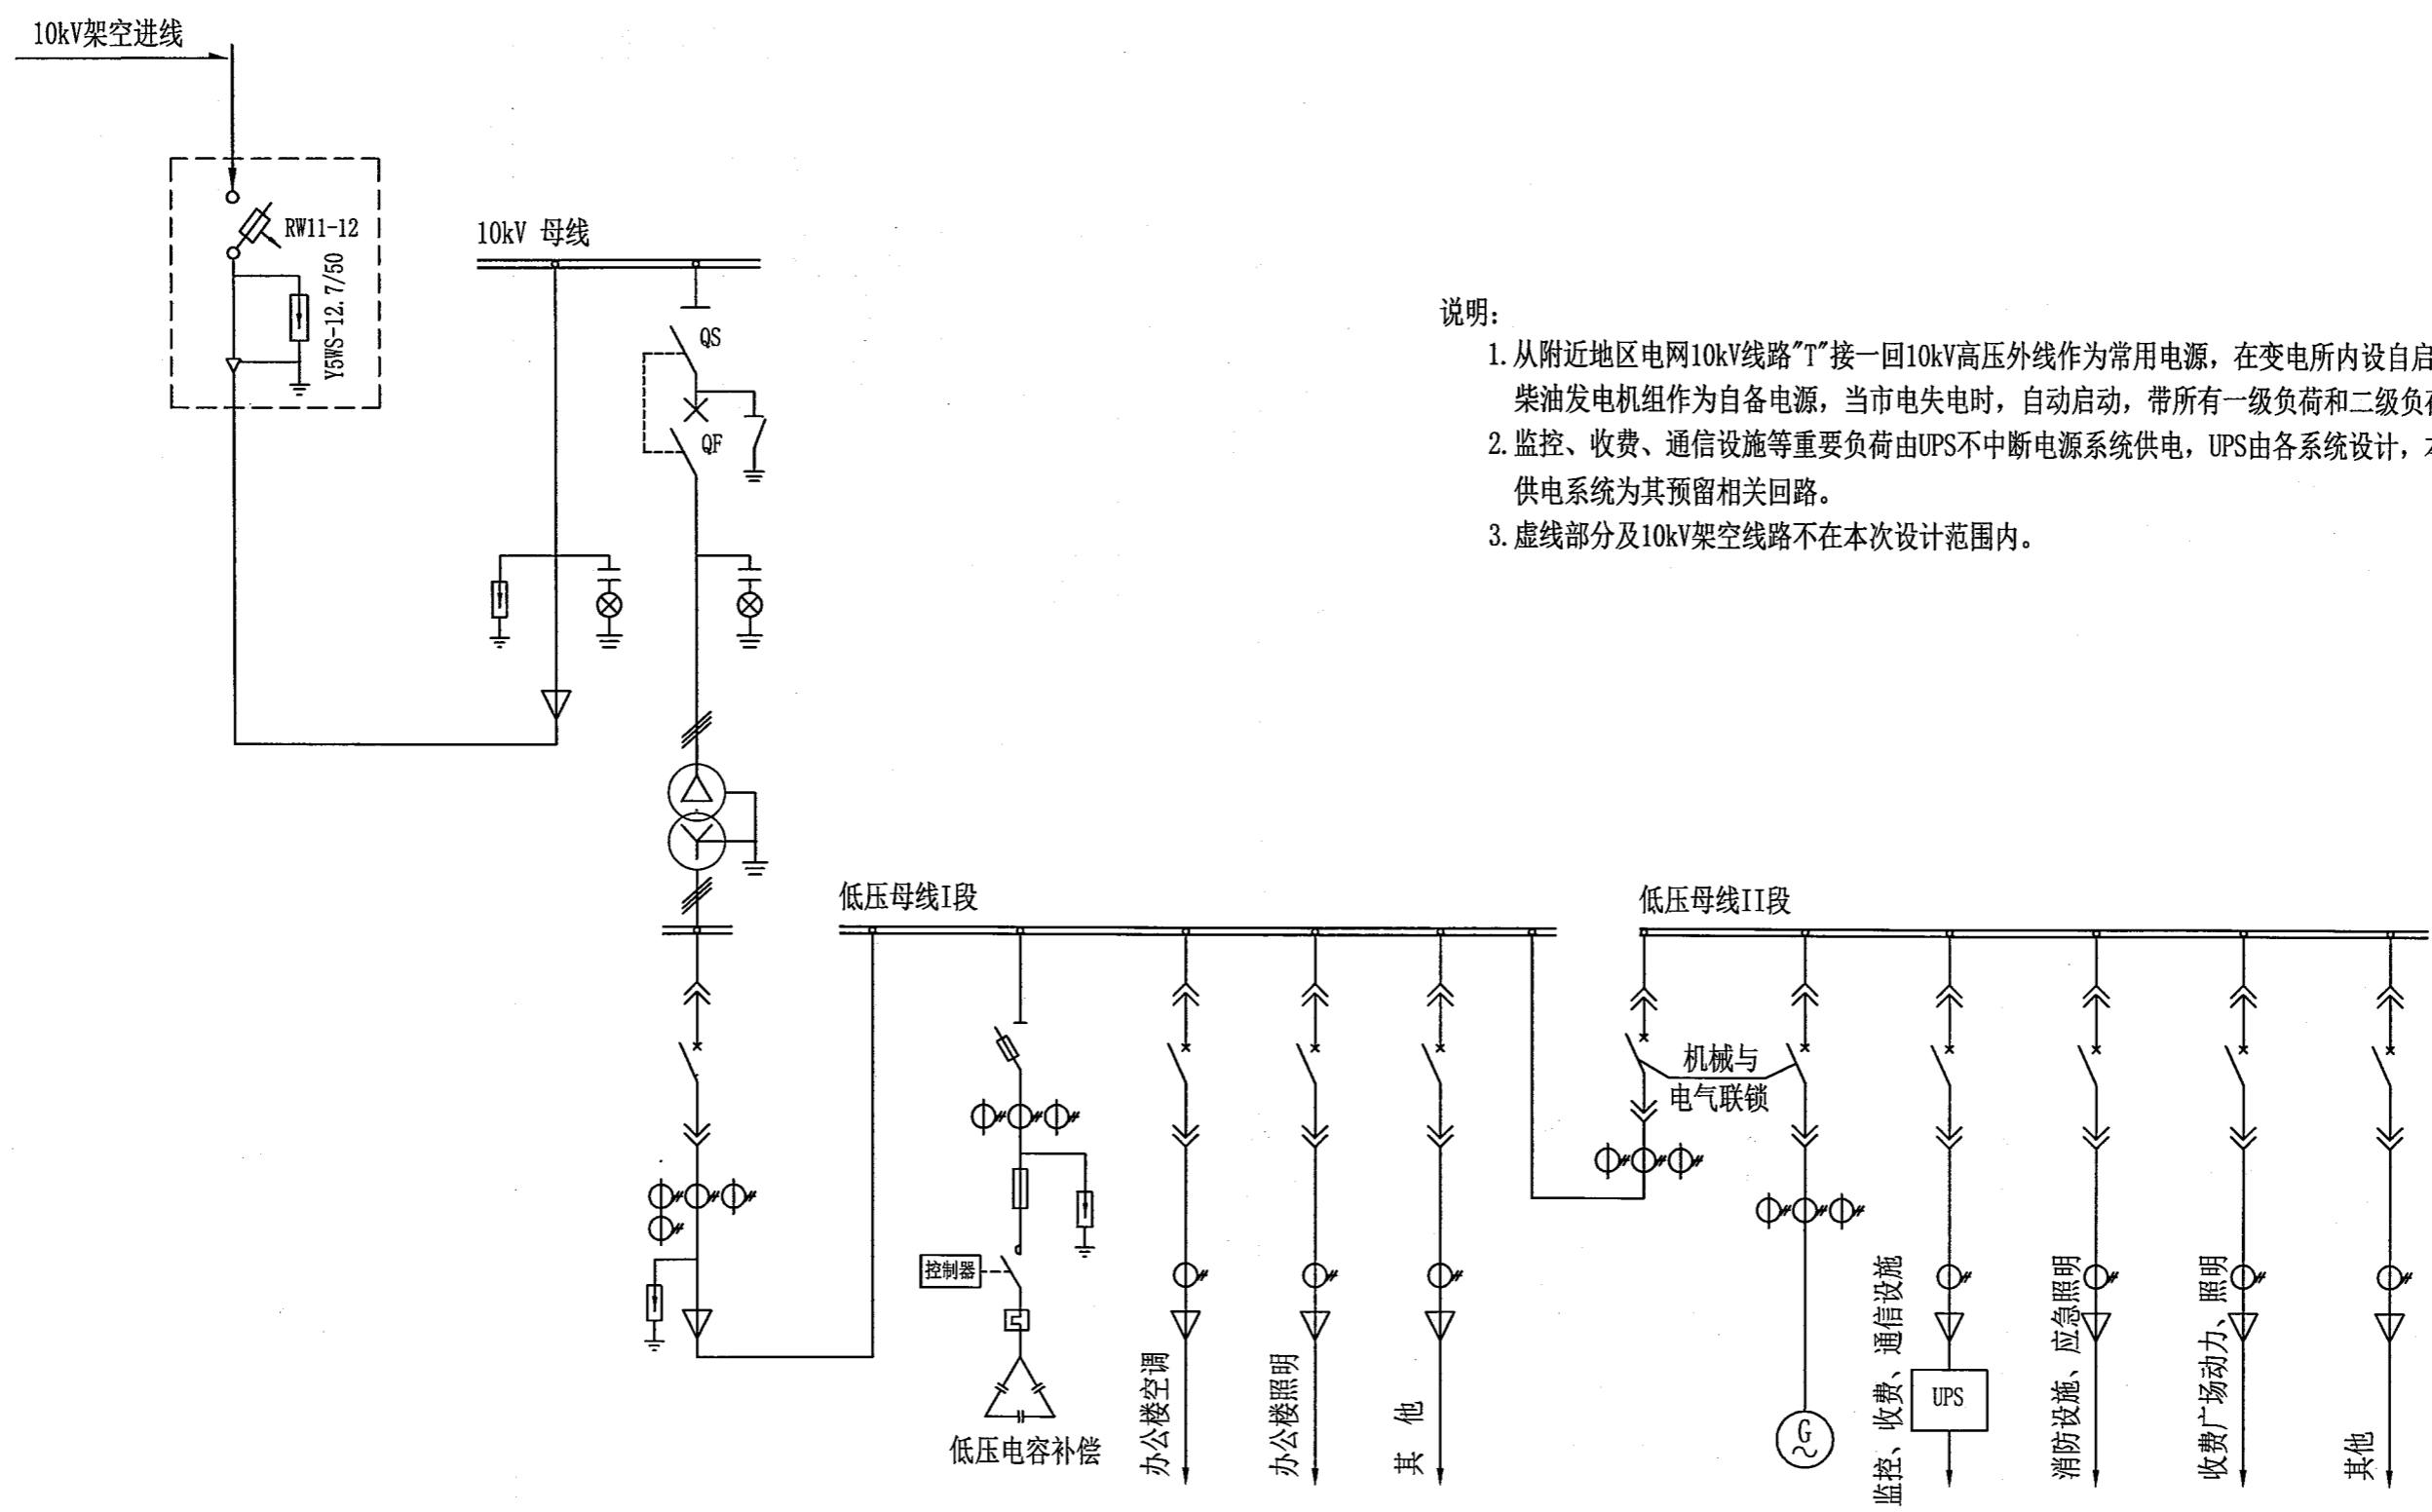 10kV架空进线
RW11-12
Y5WS-12.7/50
10kV 母线
QS
QF
说明：
1.从附近地区电网10kV线路"T"接一回10kV高压外线作为常用电源，在变电所内设自启
柴油发电机组作为自备电源，当市电失电时，自动启动，带所有一级负荷和二级负荷
2.监控、收费、通信设施等重要负荷由UPS不中断电源系统供电，UPS由各系统设计，本
供电系统为其预留相关回路。
3.虚线部分及10kV架空线路不在本次设计范围内。
低压母线I段
低压母线II段
机械与
电气联锁
控制器
低压电容补偿
办公楼空调
办公楼照明
其 他
G
监控、收费、通信设施
UPS
消防设施、应急照明
收费广场动力、照明
其他